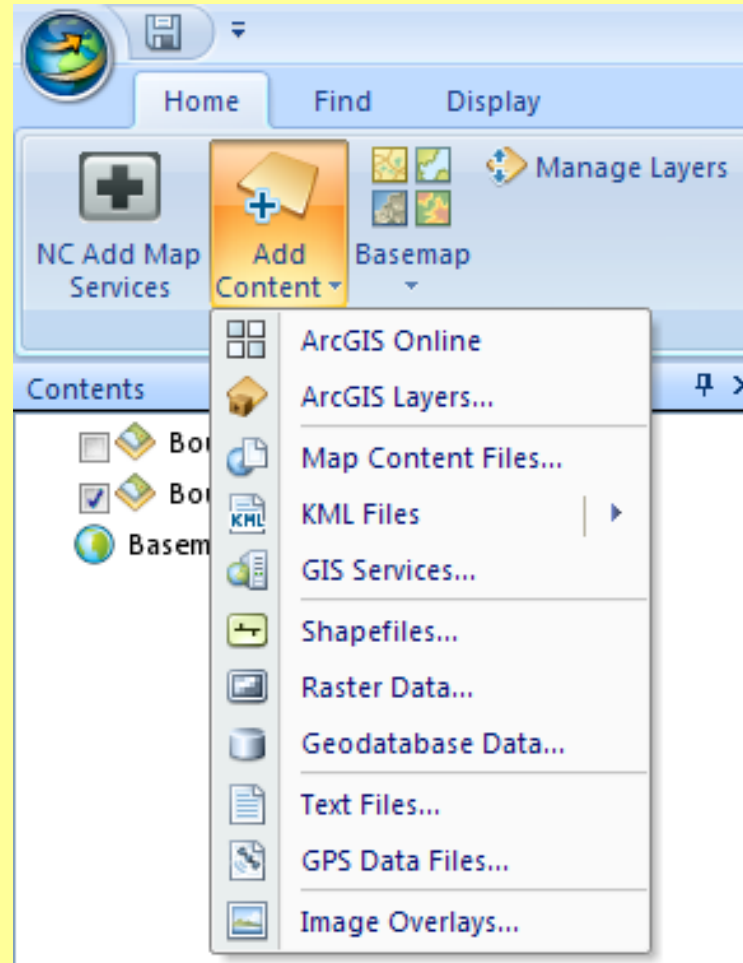 Home Find Display
NC Add Map Services
Add Content
Basemap
Manage Layers
Contents
ArcGIS Online
ArcGIS Layers...
Map Content Files...
KML Files
KML
GIS Services...
Shapefiles...
Raster Data...
Geodatabase Data...
Text Files...
GPS Data Files...
Image Overlays...